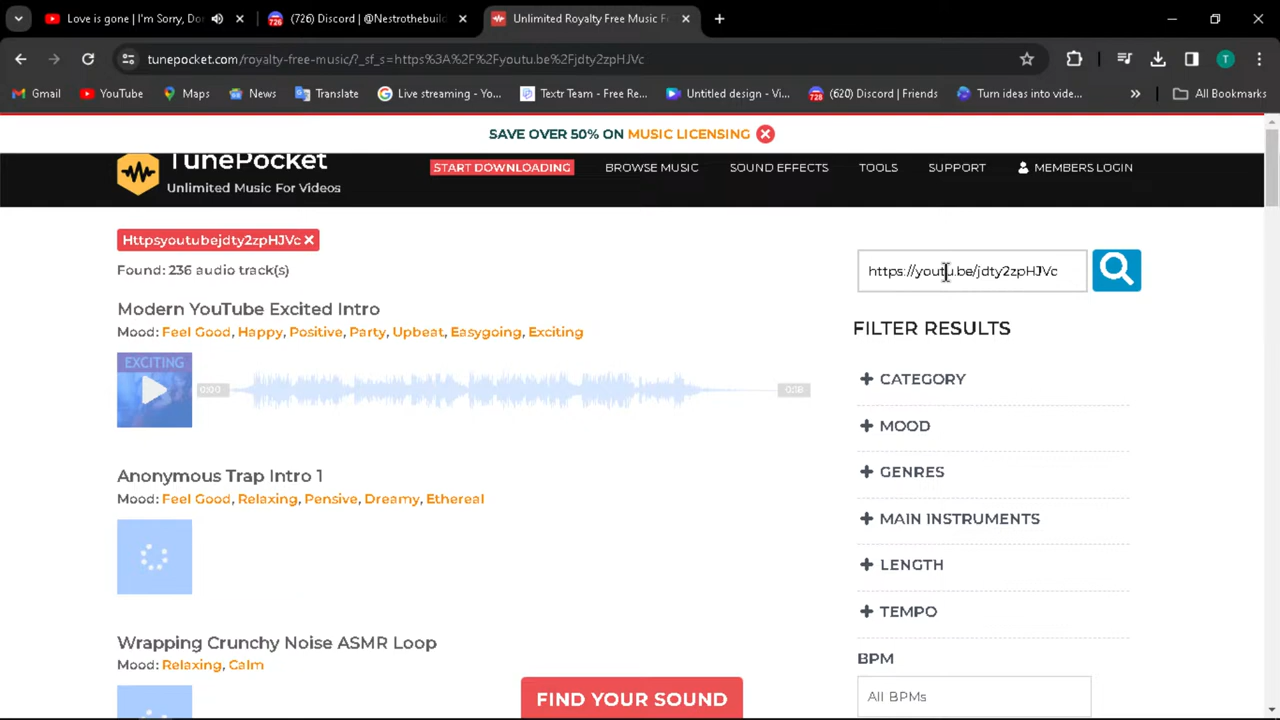 Love is gone | I'm Sorry, Do
(726) Discord | @Nestrothebuild
Unlimited Royalty Free Music F
tunepocket.com/royalty-free-music/?_sf_s=https%3A%2F%2Fyoutu.be%2Fjdty2zpHJVc
T
Gmail
YouTube
Maps
News
Translate
Live streaming - Yo...
Textr Team - Free Re...
Untitled design - Vi...
(620) Discord | Friends
Turn ideas into vide...
All Bookmarks
SAVE OVER 50% ON MUSIC LICENSING
TunePocket
Unlimited Music For Videos
START DOWNLOADING
BROWSE MUSIC
SOUND EFFECTS
TOOLS
SUPPORT
MEMBERS LOGIN
Httpsyoutubejdty2zpHJVc
Found: 236 audio track(s)
Modern YouTube Excited Intro
Mood: Feel Good, Happy, Positive, Party, Upbeat, Easygoing, Exciting
EXCITING
0:00
0:18
Anonymous Trap Intro 1
Mood: Feel Good, Relaxing, Pensive, Dreamy, Ethereal
Wrapping Crunchy Noise ASMR Loop
Mood: Relaxing, Calm
FIND YOUR SOUND
https://youtu.be/jdty2zpHJVc
FILTER RESULTS
CATEGORY
MOOD
GENRES
MAIN INSTRUMENTS
LENGTH
TEMPO
BPM
All BPMs